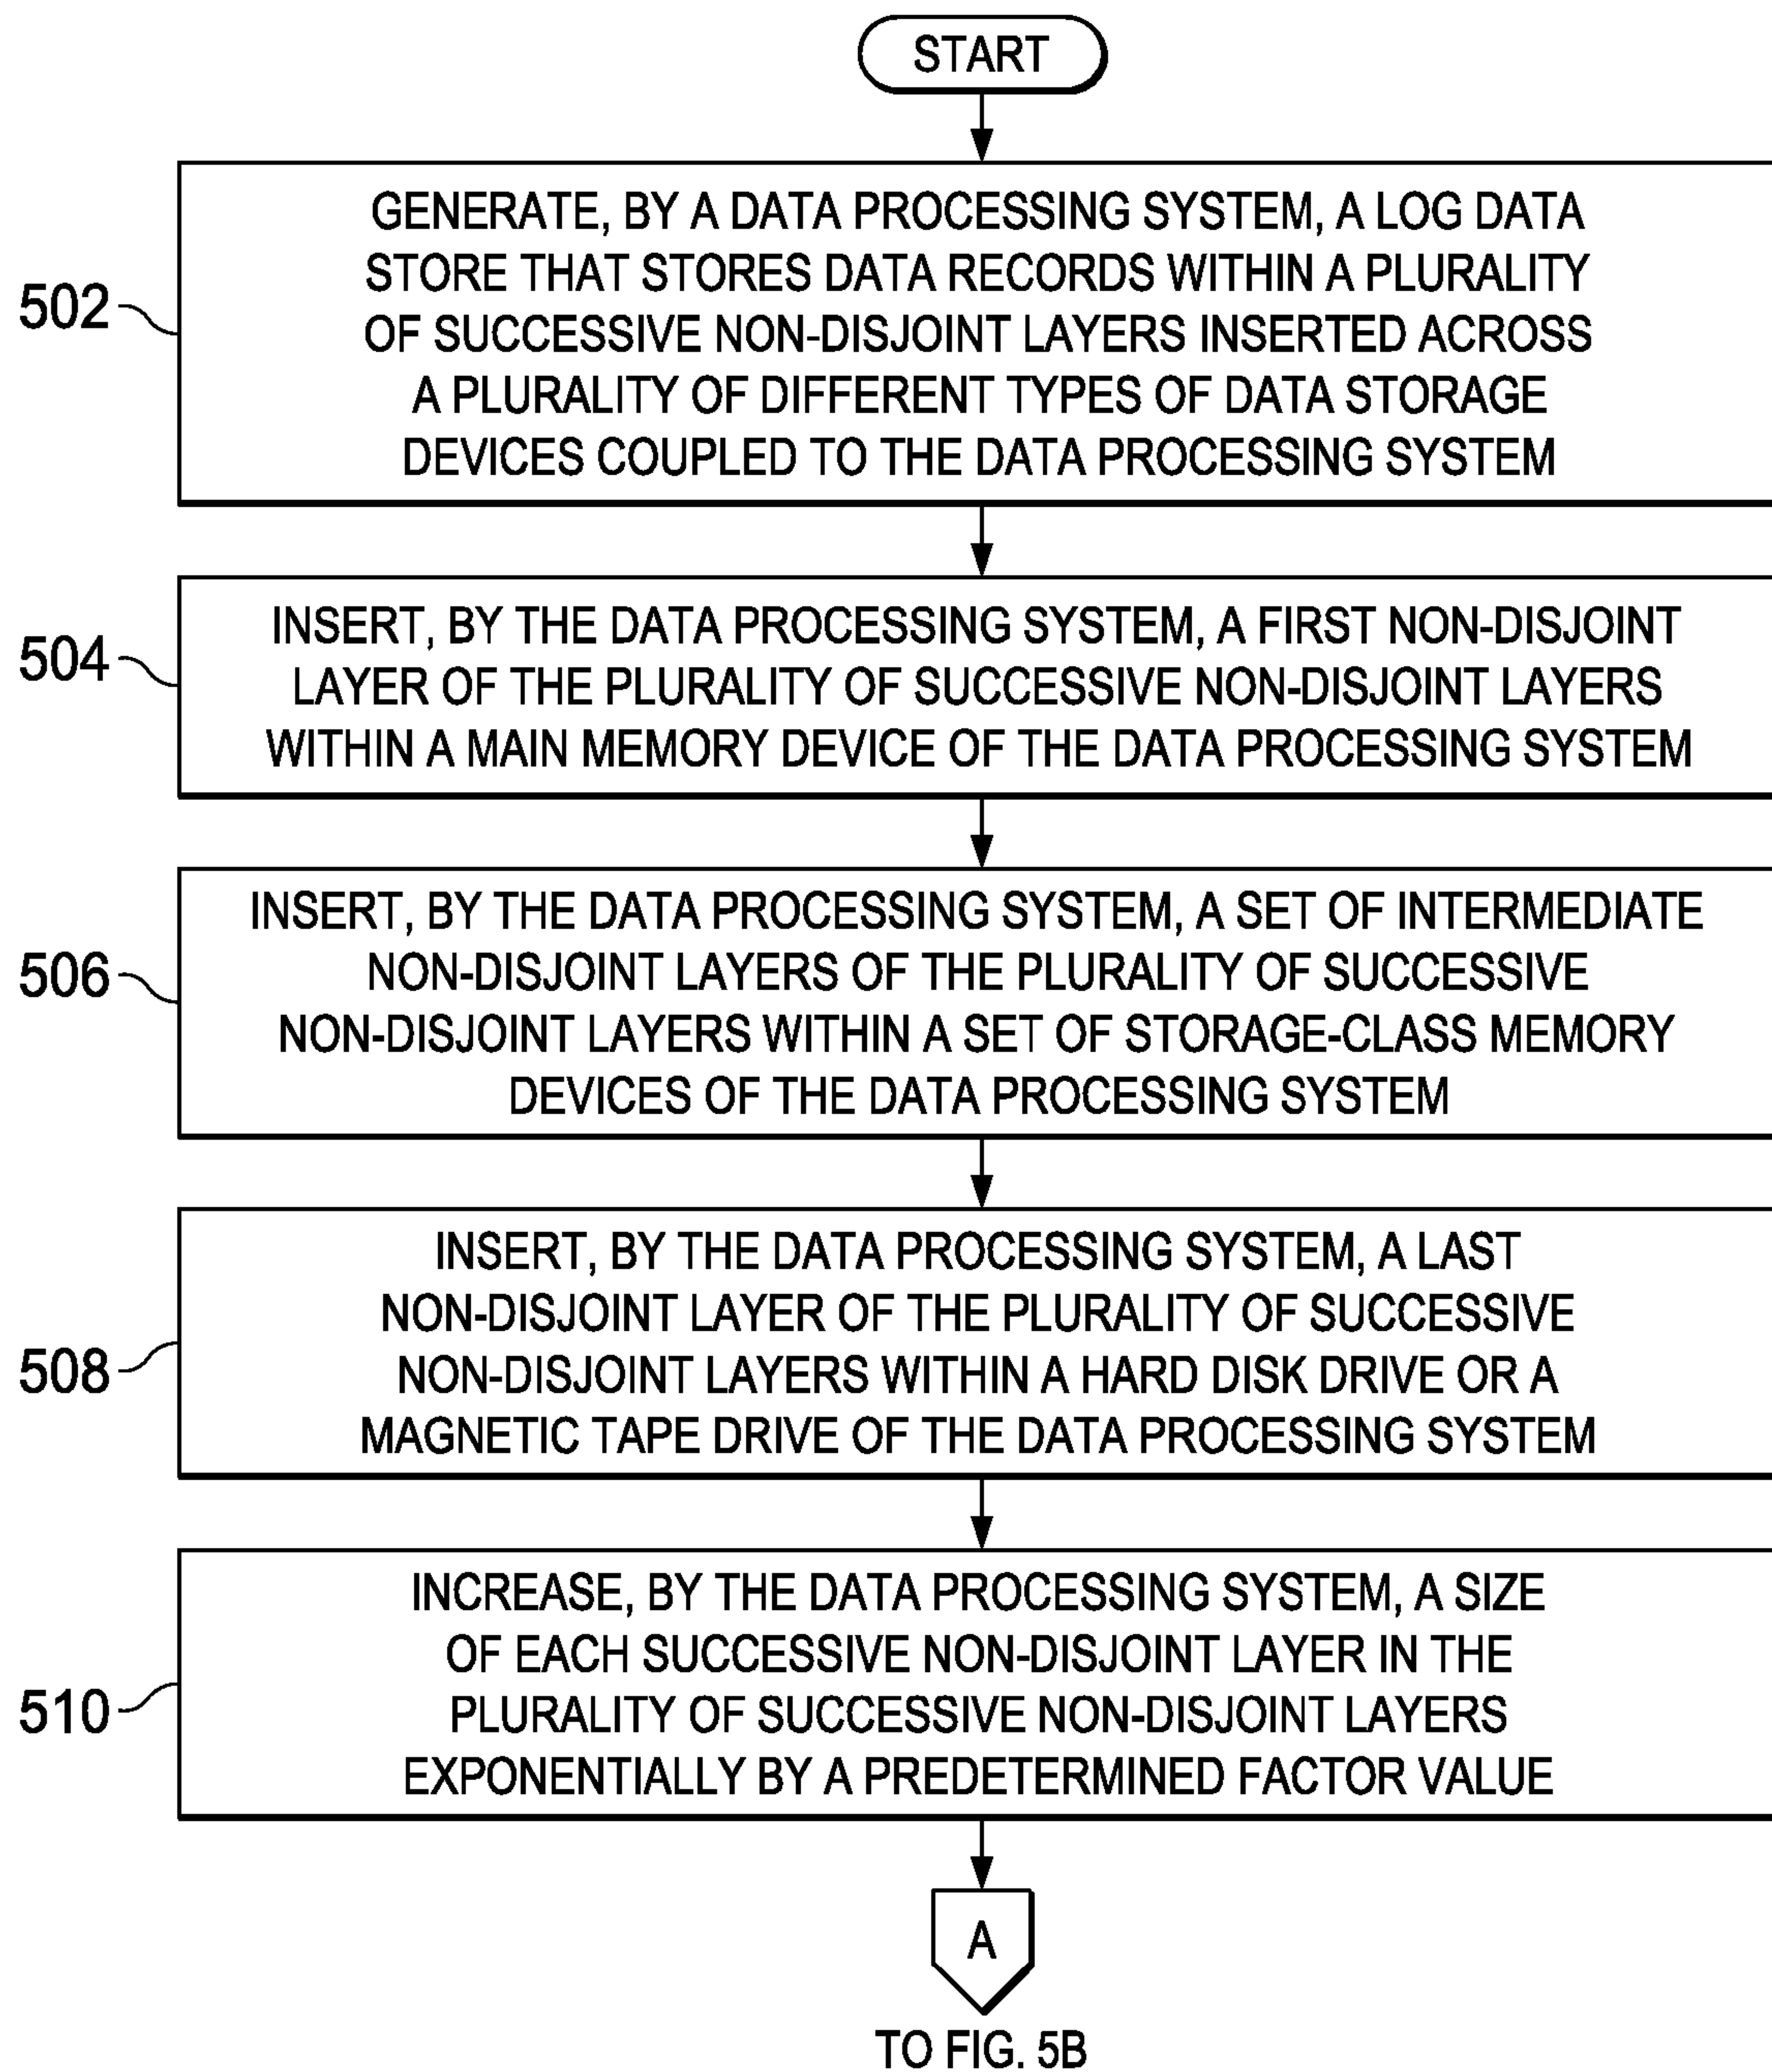 START
502
GENERATE, BY A DATA PROCESSING SYSTEM, A LOG DATA
STORE THAT STORES DATA RECORDS WITHIN A PLURALITY
OF SUCCESSIVE NON-DISJOINT LAYERS INSERTED ACROSS
A PLURALITY OF DIFFERENT TYPES OF DATA STORAGE
DEVICES COUPLED TO THE DATA PROCESSING SYSTEM
504
INSERT, BY THE DATA PROCESSING SYSTEM, A FIRST NON-DISJOINT
LAYER OF THE PLURALITY OF SUCCESSIVE NON-DISJOINT LAYERS
WITHIN A MAIN MEMORY DEVICE OF THE DATA PROCESSING SYSTEM
506
INSERT, BY THE DATA PROCESSING SYSTEM, A SET OF INTERMEDIATE
NON-DISJOINT LAYERS OF THE PLURALITY OF SUCCESSIVE
NON-DISJOINT LAYERS WITHIN A SET OF STORAGE-CLASS MEMORY
DEVICES OF THE DATA PROCESSING SYSTEM
508
INSERT, BY THE DATA PROCESSING SYSTEM, A LAST
NON-DISJOINT LAYER OF THE PLURALITY OF SUCCESSIVE
NON-DISJOINT LAYERS WITHIN A HARD DISK DRIVE OR A
MAGNETIC TAPE DRIVE OF THE DATA PROCESSING SYSTEM
510
INCREASE, BY THE DATA PROCESSING SYSTEM, A SIZE
OF EACH SUCCESSIVE NON-DISJOINT LAYER IN THE
PLURALITY OF SUCCESSIVE NON-DISJOINT LAYERS
EXPONENTIALLY BY A PREDETERMINED FACTOR VALUE
A
TO FIG. 5B